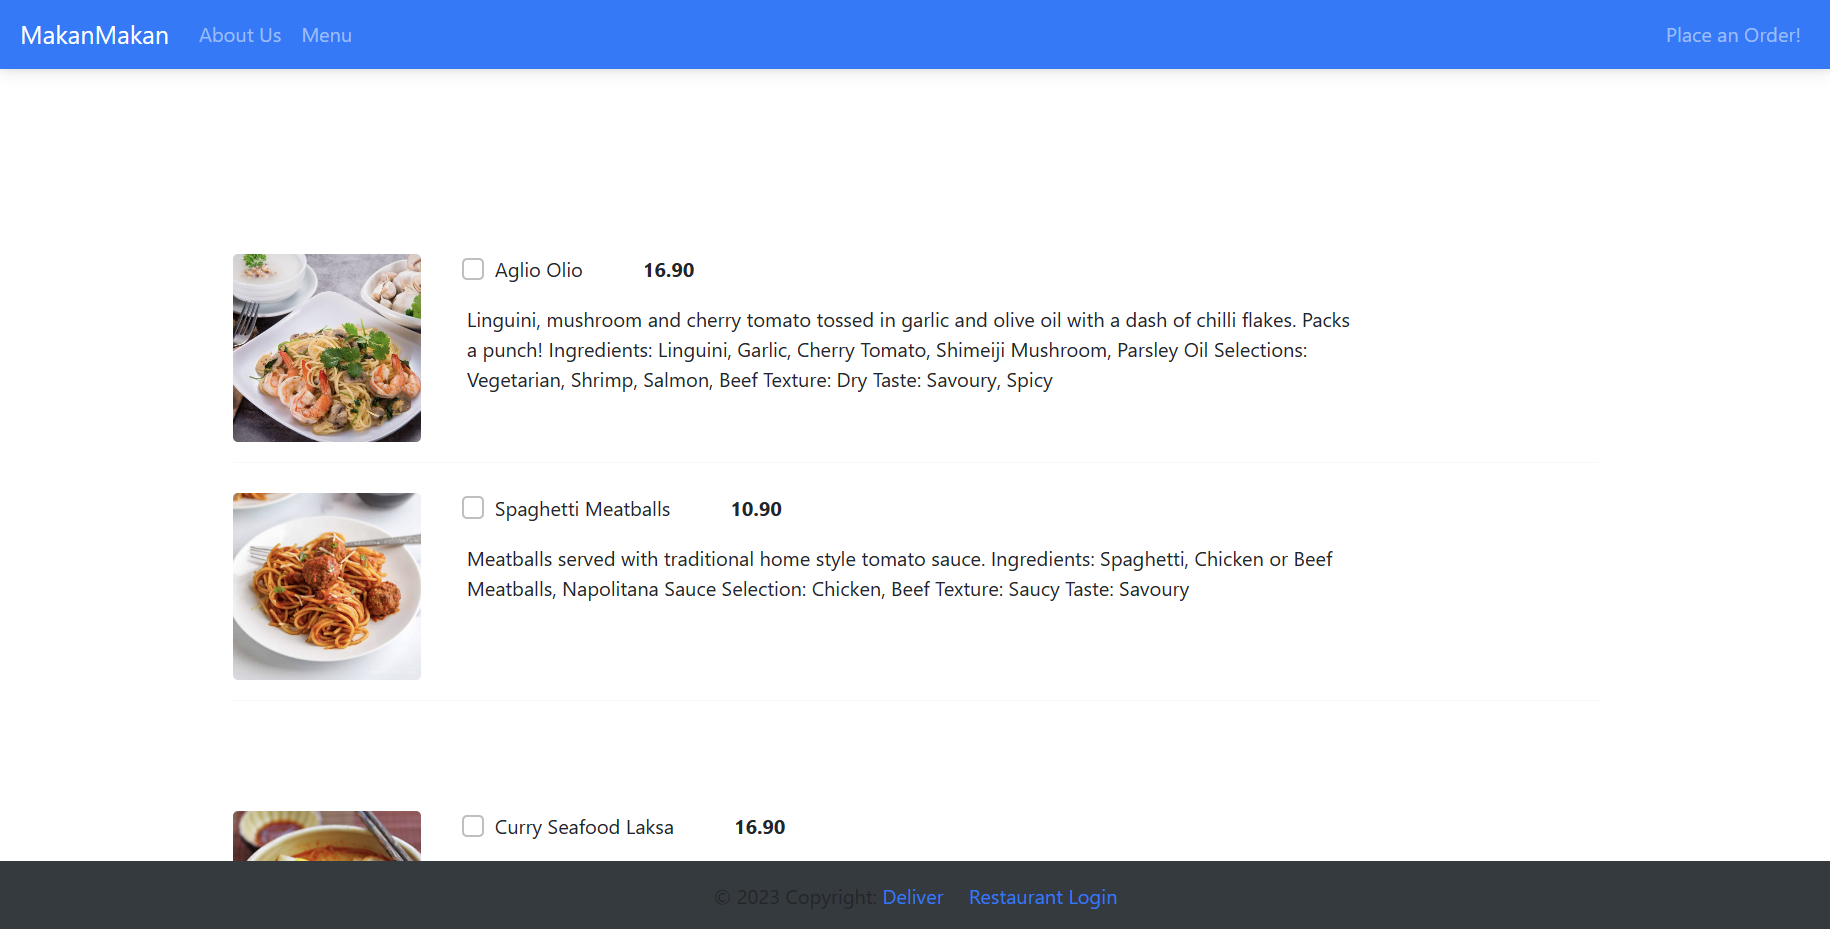 MakanMakan About Us Menu Place an Order!
Aglio Olio 16.90
Linguini, mushroom and cherry tomato tossed in garlic and olive oil with a dash of chilli flakes. Packs
a punch! Ingredients: Linguini, Garlic, Cherry Tomato, Shimeiji Mushroom, Parsley Oil Selections:
Vegetarian, Shrimp, Salmon, Beef Texture: Dry Taste: Savoury, Spicy
Spaghetti Meatballs 10.90
Meatballs served with traditional home style tomato sauce. Ingredients: Spaghetti, Chicken or Beef
Meatballs, Napolitana Sauce Selection: Chicken, Beef Texture: Saucy Taste: Savoury
Curry Seafood Laksa 16.90
© 2023 Copyright: Deliver Restaurant Login